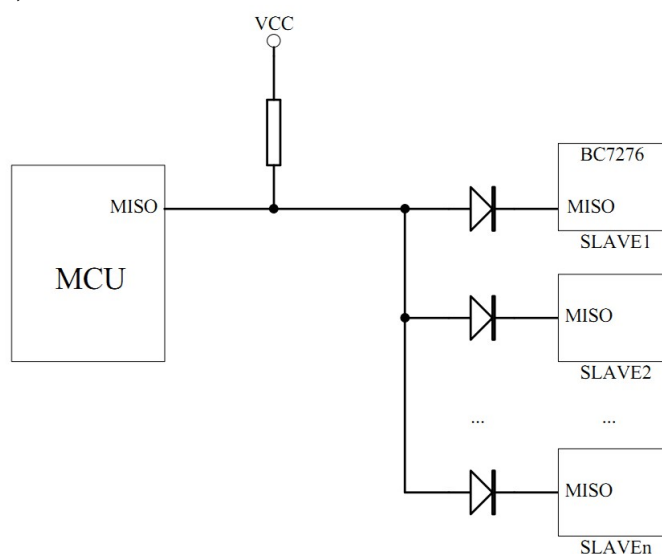 VCC
BC7276
MISO
MISO
SLAVE1
MCU
MISO
SLAVE2
... ...
MISO
SLAVEn